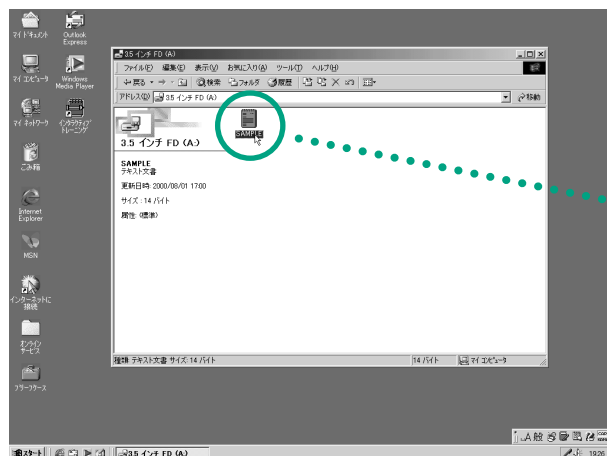 マイ ドキュメント
Outlook
Express
マイ コンピュータ
Windows
Media Player
マイ ネットワーク
インタラクティブ
トレーニング
ごみ箱
Internet
Explorer
MSN
インターネットに
接続
オンライン
サービス
ブリーフケース
3.5 インチ FD (A)
ファイル(F) 編集(E) 表示(V) お気に入り(A) ツール(T) ヘルプ(H)
戻る 検索 フォルダ 履歴
アドレス(D) 3.5 インチ FD (A) 移動
SAMPLE
3.5 インチ FD (A:)
SAMPLE
テキスト文書
更新日時: 2000/08/01 17:00
サイズ: 14 バイト
属性: (標準)
種類: テキスト文書 サイズ: 14 バイト 14 バイト マイ コンピュータ
A 般
スタート 3.5 インチ FD (A) 19:26